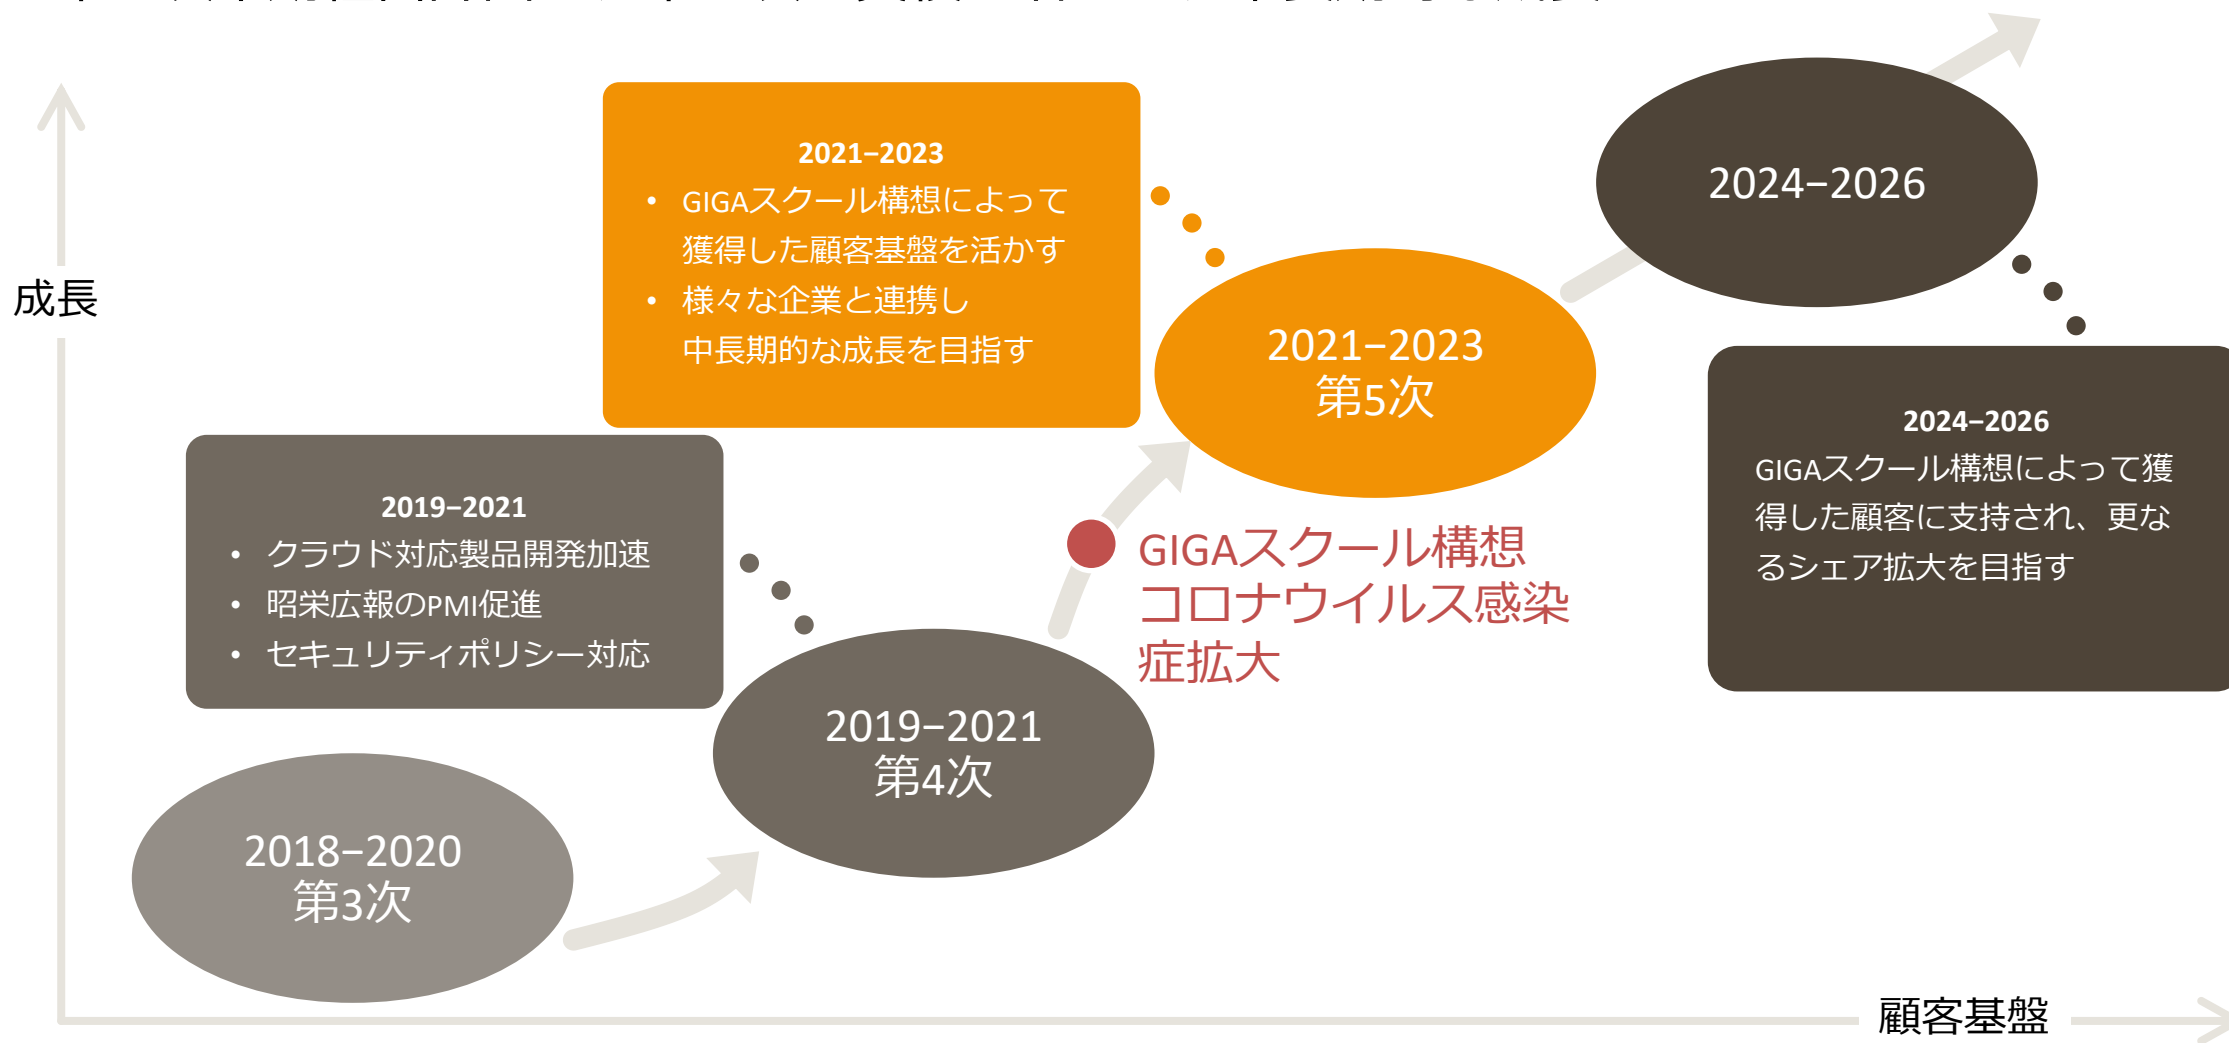 成長
2021−2023
• GIGAスクール構想によって
獲得した顧客基盤を活かす
• 様々な企業と連携し
中長期的な成長を目指す
2024−2026
2021−2023
第5次
2024−2026
GIGAスクール構想によって獲
得した顧客に支持され、更な
るシェア拡大を目指す
2019−2021
• クラウド対応製品開発加速
• 昭栄広報のPMI促進
• セキュリティポリシー対応
GIGAスクール構想
コロナウイルス感染
症拡大
2019−2021
第4次
2018−2020
第3次
顧客基盤